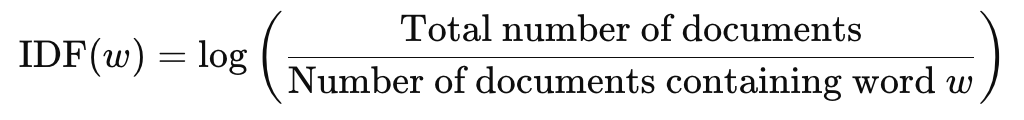 IDF(w) = log ( Total number of documents / Number of documents containing word w )